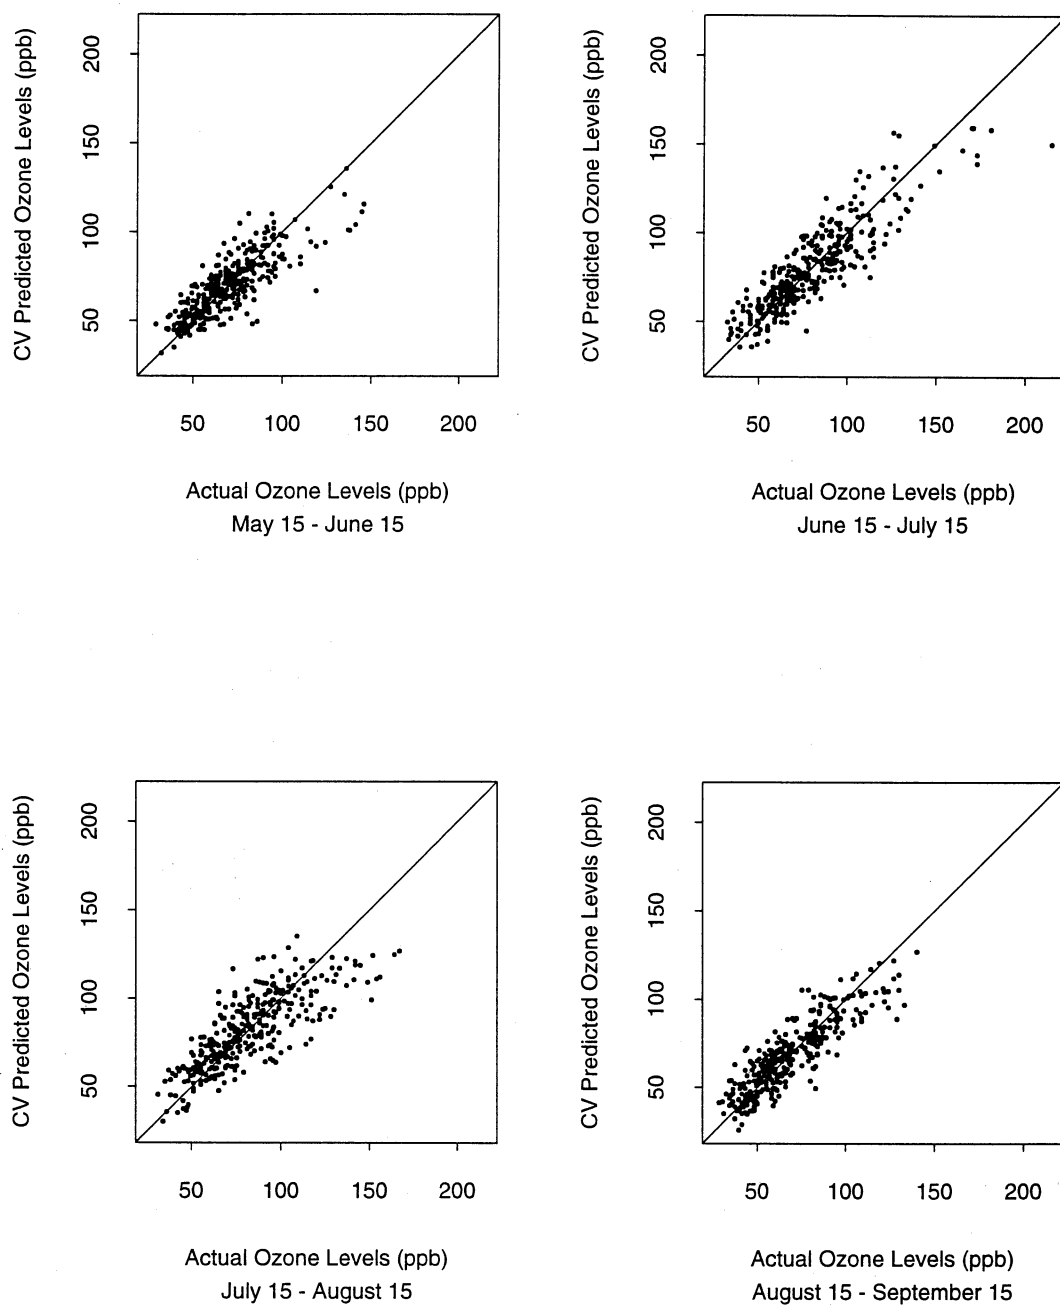 CV Predicted Ozone Levels (ppb)
200
150
100
50
50 100 150 200
Actual Ozone Levels (ppb)
May 15 - June 15
CV Predicted Ozone Levels (ppb)
200
150
100
50
50 100 150 200
Actual Ozone Levels (ppb)
June 15 - July 15
CV Predicted Ozone Levels (ppb)
200
150
100
50
50 100 150 200
Actual Ozone Levels (ppb)
July 15 - August 15
CV Predicted Ozone Levels (ppb)
200
150
100
50
50 100 150 200
Actual Ozone Levels (ppb)
August 15 - September 15